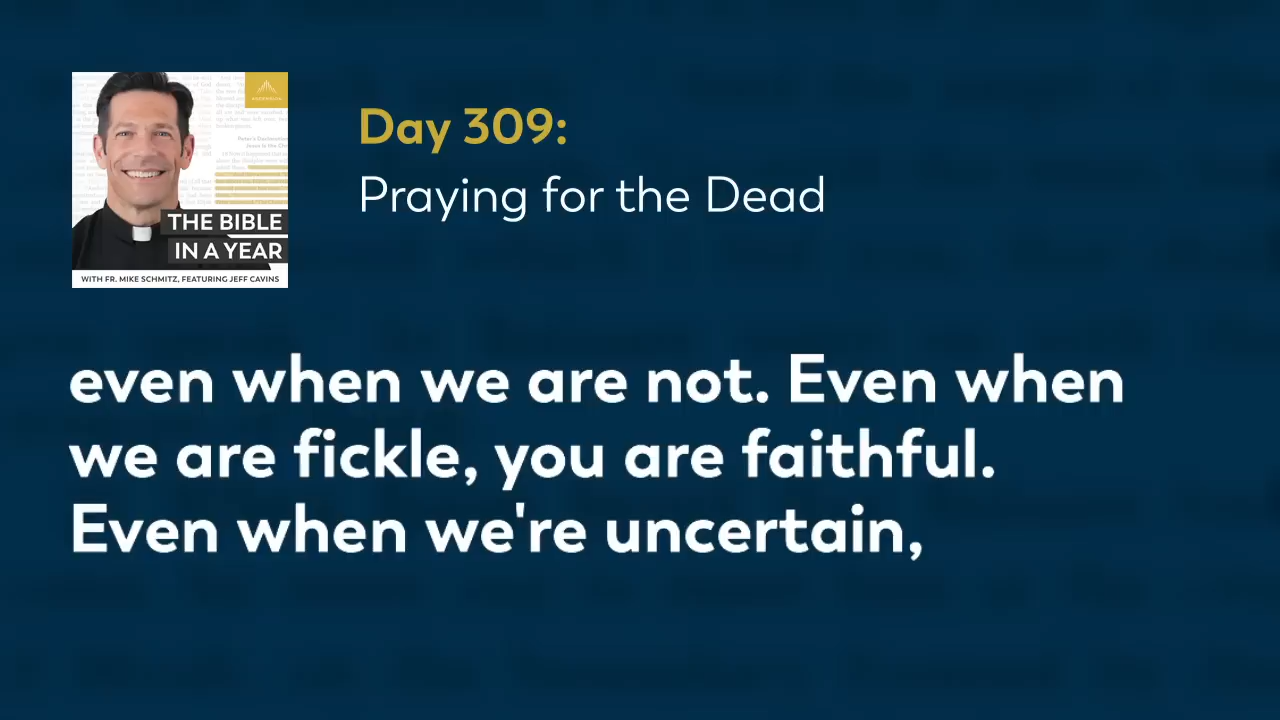 Day 309:
Praying for the Dead
THE BIBLE
IN A YEAR
WITH FR. MIKE SCHMITZ, FEATURING JEFF CAVINS
even when we are not. Even when
we are fickle, you are faithful.
Even when we're uncertain,